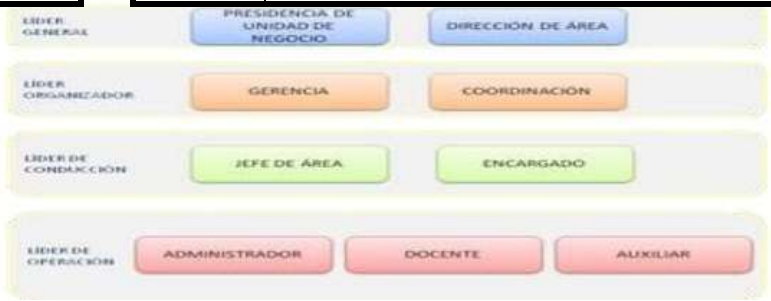 LÍDER
GENERAL
PRESIDENCIA DE
UNIDAD DE
NEGOCIO
DIRECCIÓN DE ÁREA
LÍDER
ORGANIZADOR
GERENCIA
COORDINACIÓN
LÍDER DE
CONDUCCIÓN
JEFE DE ÁREA
ENCARGADO
LÍDER DE
OPERACIÓN
ADMINISTRADOR
DOCENTE
AUXILIAR